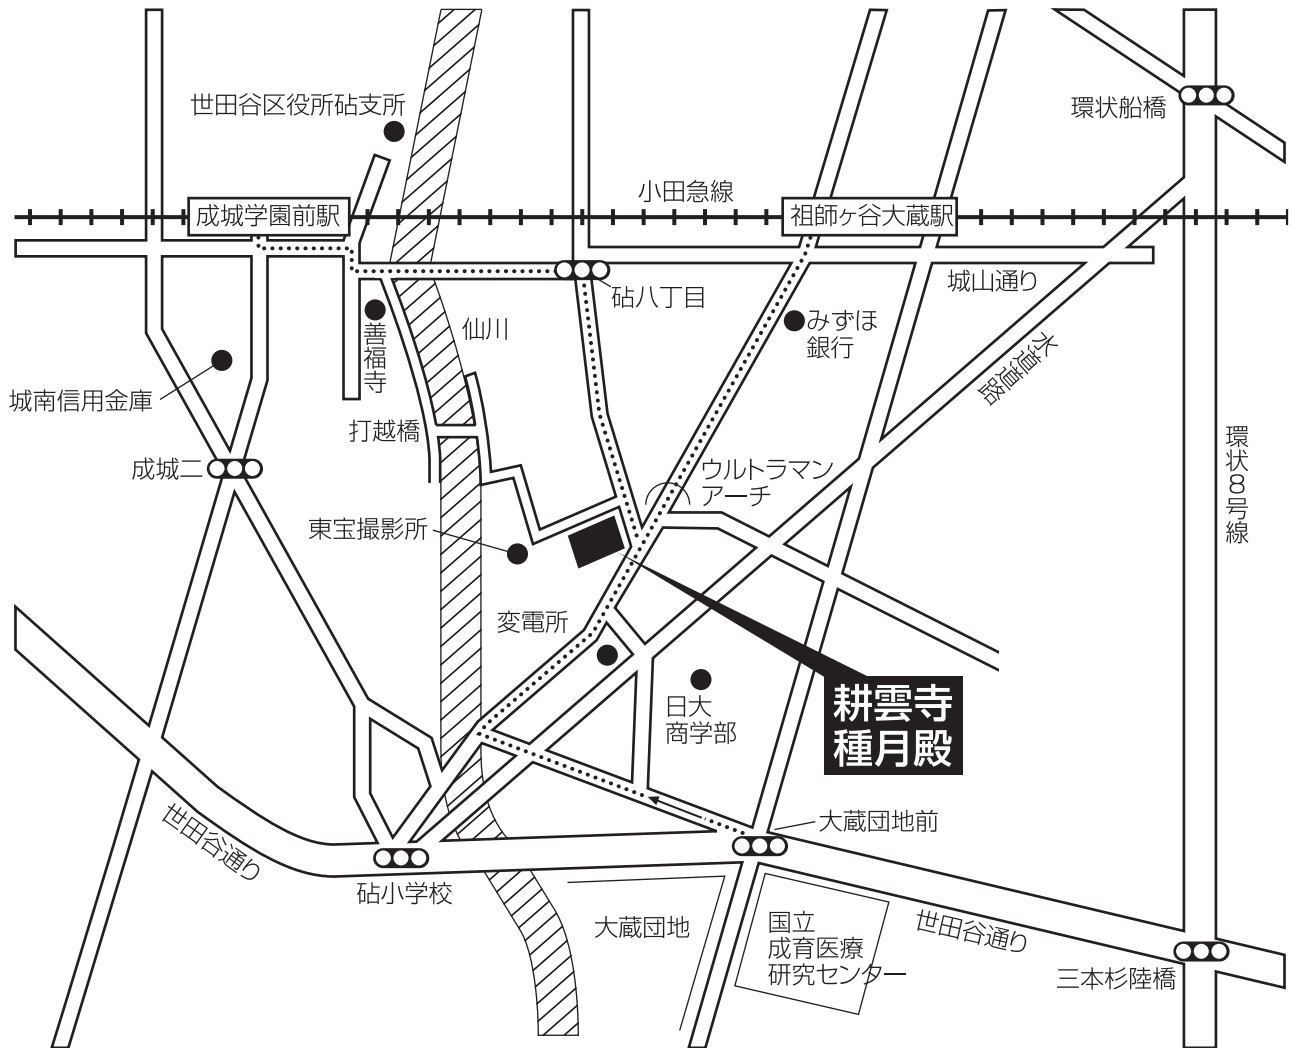 世田谷区役所砧支所
環状船橋
小田急線
成城学園前駅
祖師ヶ谷大蔵駅
城山通り
砧八丁目
仙川
みずほ
銀行
善福寺
水道路
城南信用金庫
打越橋
成城二
ウルトラマン
アーチ
環状8号線
東宝撮影所
変電所
日大
商学部
耕雲寺
種月殿
世田谷通り
大蔵団地前
砧小学校
大蔵団地
国立
成育医療
研究センター
世田谷通り
三本杉陸橋